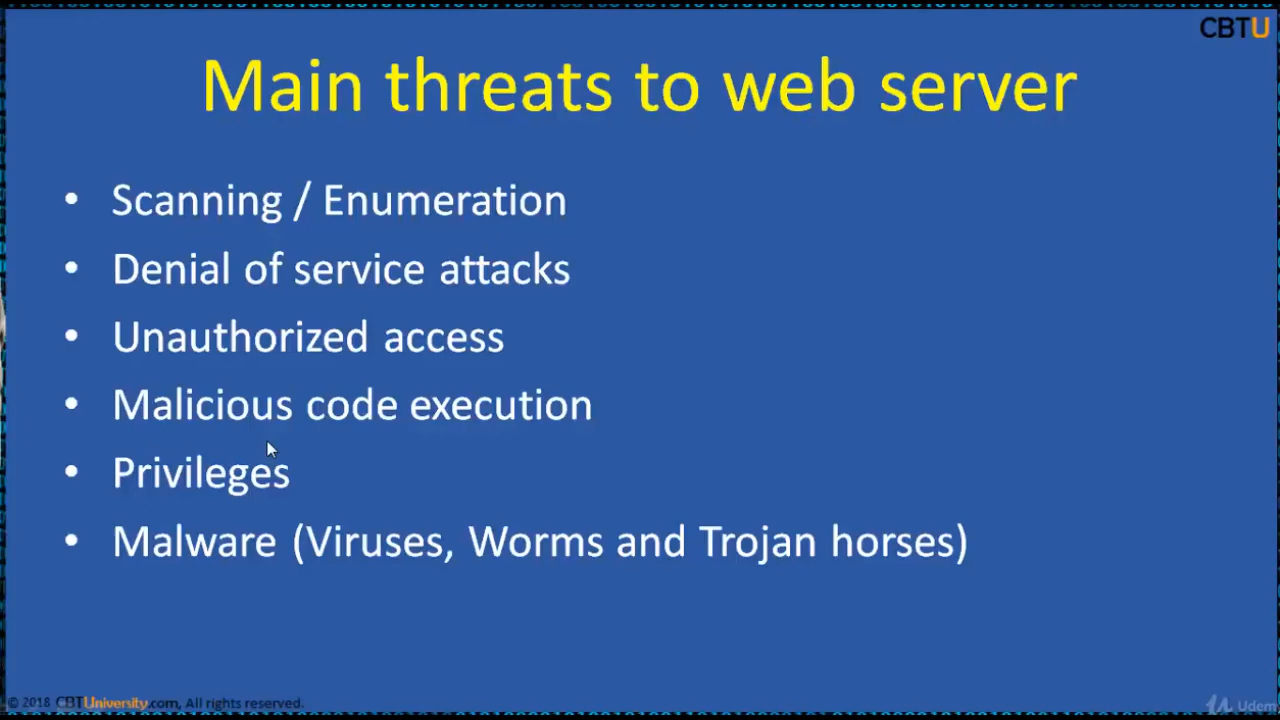 CBTU
Main threats to web server
• Scanning / Enumeration
• Denial of service attacks
• Unauthorized access
• Malicious code execution
• Privileges
• Malware (Viruses, Worms and Trojan horses)
© 2018 CBTUniversity.com, All rights reserved.
Udem